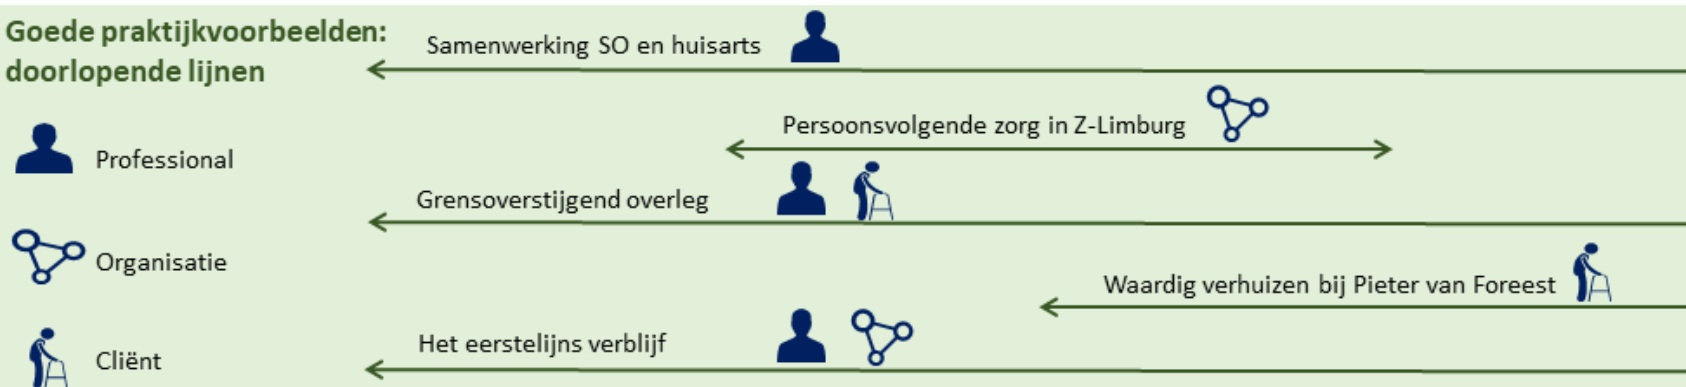 Goede praktijkvoorbeelden:
doorlopende lijnen
Samenwerking SO en huisarts
Persoonsvolgende zorg in Z-Limburg
Professional
Grensoverstijgend overleg
Organisatie
Waardig verhuizen bij Pieter van Foreest
Het eerstelijns verblijf
Cliënt